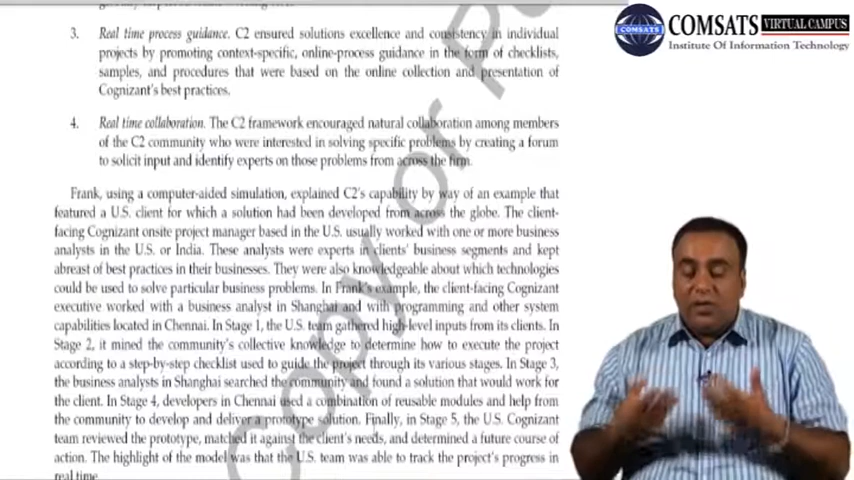 COMSATS VIRTUAL CAMPUS
Institute Of Information Technology
3. Real time process guidance. C2 ensured solutions excellence and consistency in individual
projects by promoting context-specific, online-process guidance in the form of checklists,
samples, and procedures that were based on the online collection and presentation of
Cognizant's best practices.
4. Real time collaboration. The C2 framework encouraged natural collaboration among members
of the C2 community who were interested in solving specific problems by creating a forum
to solicit input and identify experts on those problems from across the firm.
Frank, using a computer-aided simulation, explained C2's capability by way of an example that
featured a U.S. client for which a solution had been developed from across the globe. The client-
facing Cognizant onsite project manager based in the U.S. usually worked with one or more business
analysts in the U.S. or India. These analysts were experts in clients' business segments and kept
abreast of best practices in their businesses. They were also knowledgeable about which technologies
could be used to solve particular business problems. In Frank's example, the client-facing Cognizant
executive worked with a business analyst in Shanghai and with programming and other system
capabilities located in Chennai. In Stage 1, the U.S. team gathered high-level inputs from its clients. In
Stage 2, it mined the community's collective knowledge to determine how to execute the project
according to a step-by-step checklist used to guide the project through its various stages. In Stage 3,
the business analysts in Shanghai searched the community and found a solution that would work for
the client. In Stage 4, developers in Chennai used a combination of reusable modules and help from
the community to develop and deliver a prototype solution. Finally, in Stage 5, the U.S. Cognizant
team reviewed the prototype, matched it against the client's needs, and determined a future course of
action. The highlight of the model was that the U.S. team was able to track the project's progress in
real time.
Copy or Po